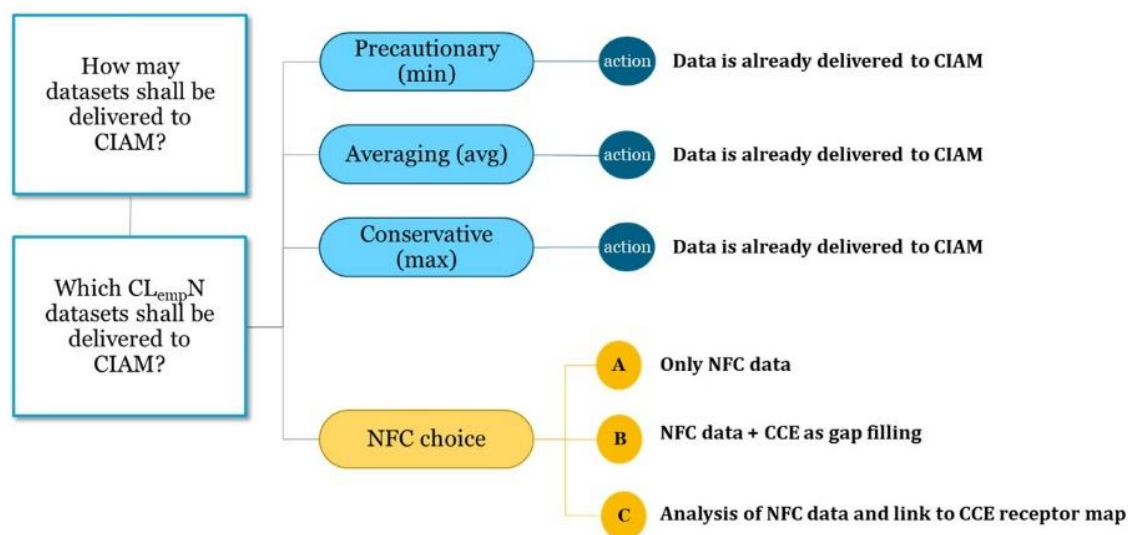 How may
datasets shall be
delivered to
CIAM?
Which CLempN
datasets shall be
delivered to
CIAM?
Precautionary
(min)
action
Data is already delivered to CIAM
Averaging (avg)
action
Data is already delivered to CIAM
Conservative
(max)
action
Data is already delivered to CIAM
NFC choice
A
Only NFC data
B
NFC data + CCE as gap filling
C
Analysis of NFC data and link to CCE receptor map